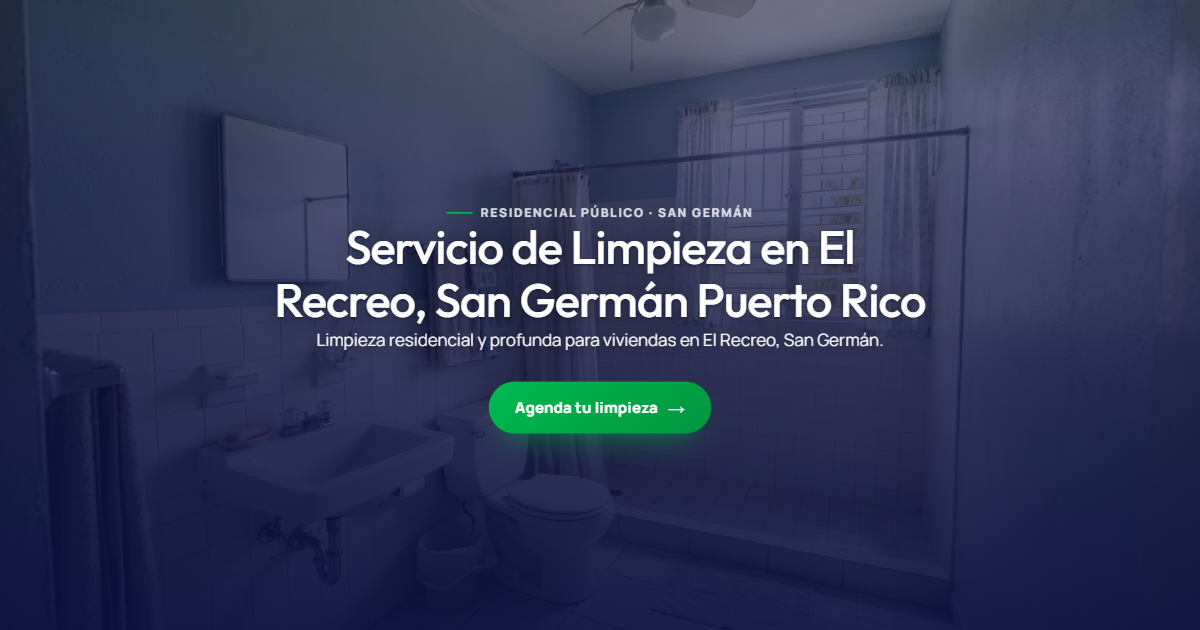 RESIDENCIAL PÚBLICO · SAN GERMÁN
Servicio de Limpieza en El
Recreo, San Germán Puerto Rico
Limpieza residencial y profunda para viviendas en El Recreo, San Germán.
Agenda tu limpieza →